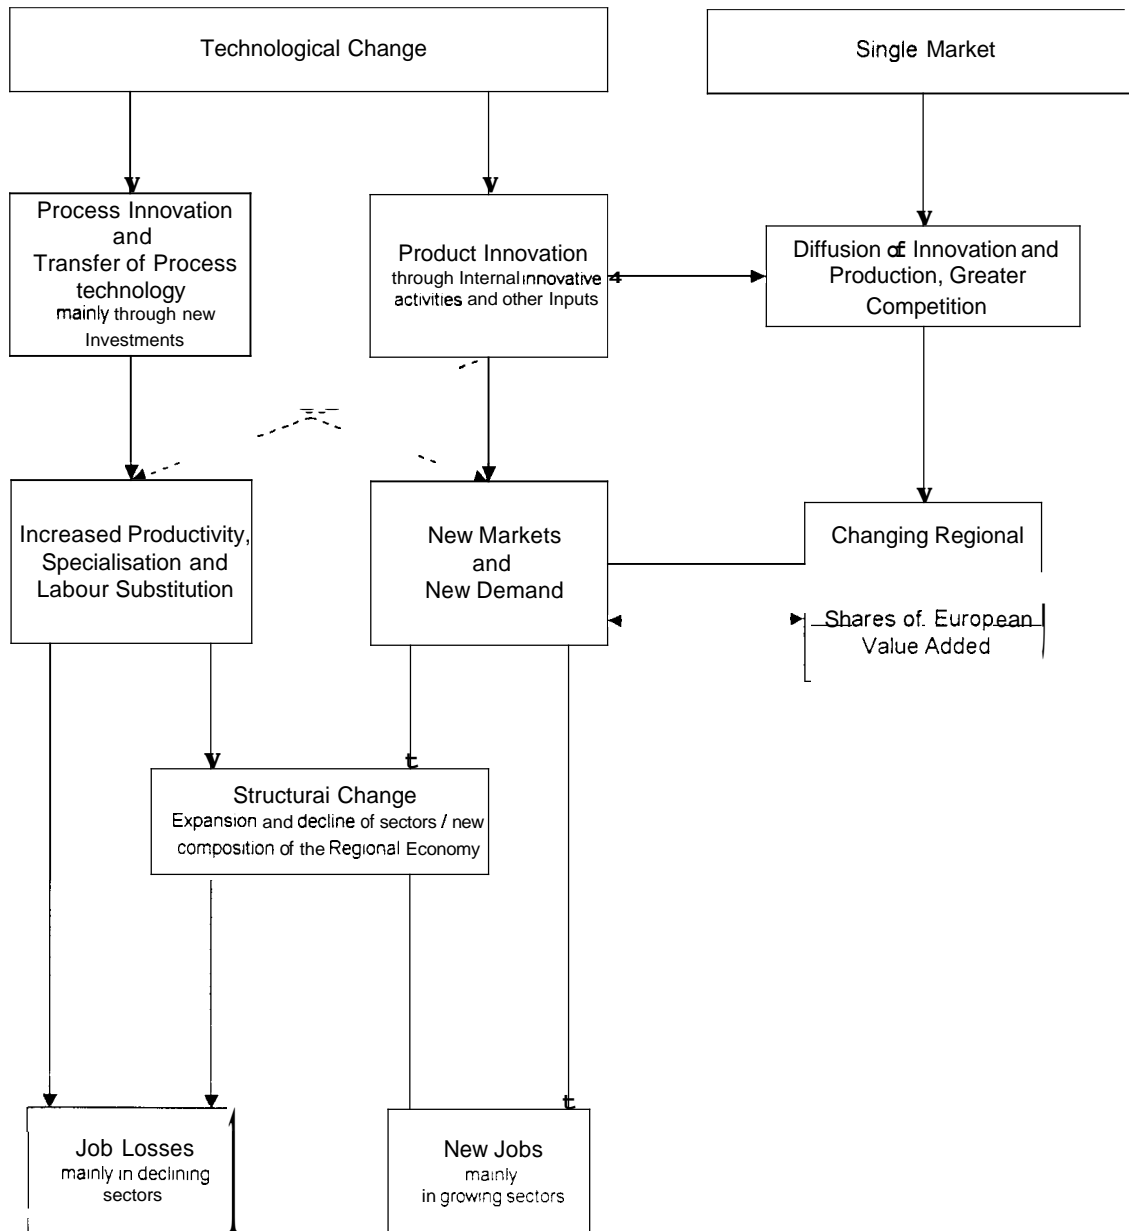 Technological Change
Single Market
Process Innovation
and
Transfer of Process
technology
mainly through new
Investments
Product Innovation
through Internal innovative
activities and other Inputs
Diffusion of Innovation and
Production, Greater
Competition
Increased Productivity,
Specialisation and
Labour Substitution
New Markets
and
New Demand
Changing Regional
Shares of European
Value Added
Structurai Change
Expansion and decline of sectors / new
composition of the Regional Economy
Job Losses
mainly in declining
sectors
New Jobs
mainly
in growing sectors